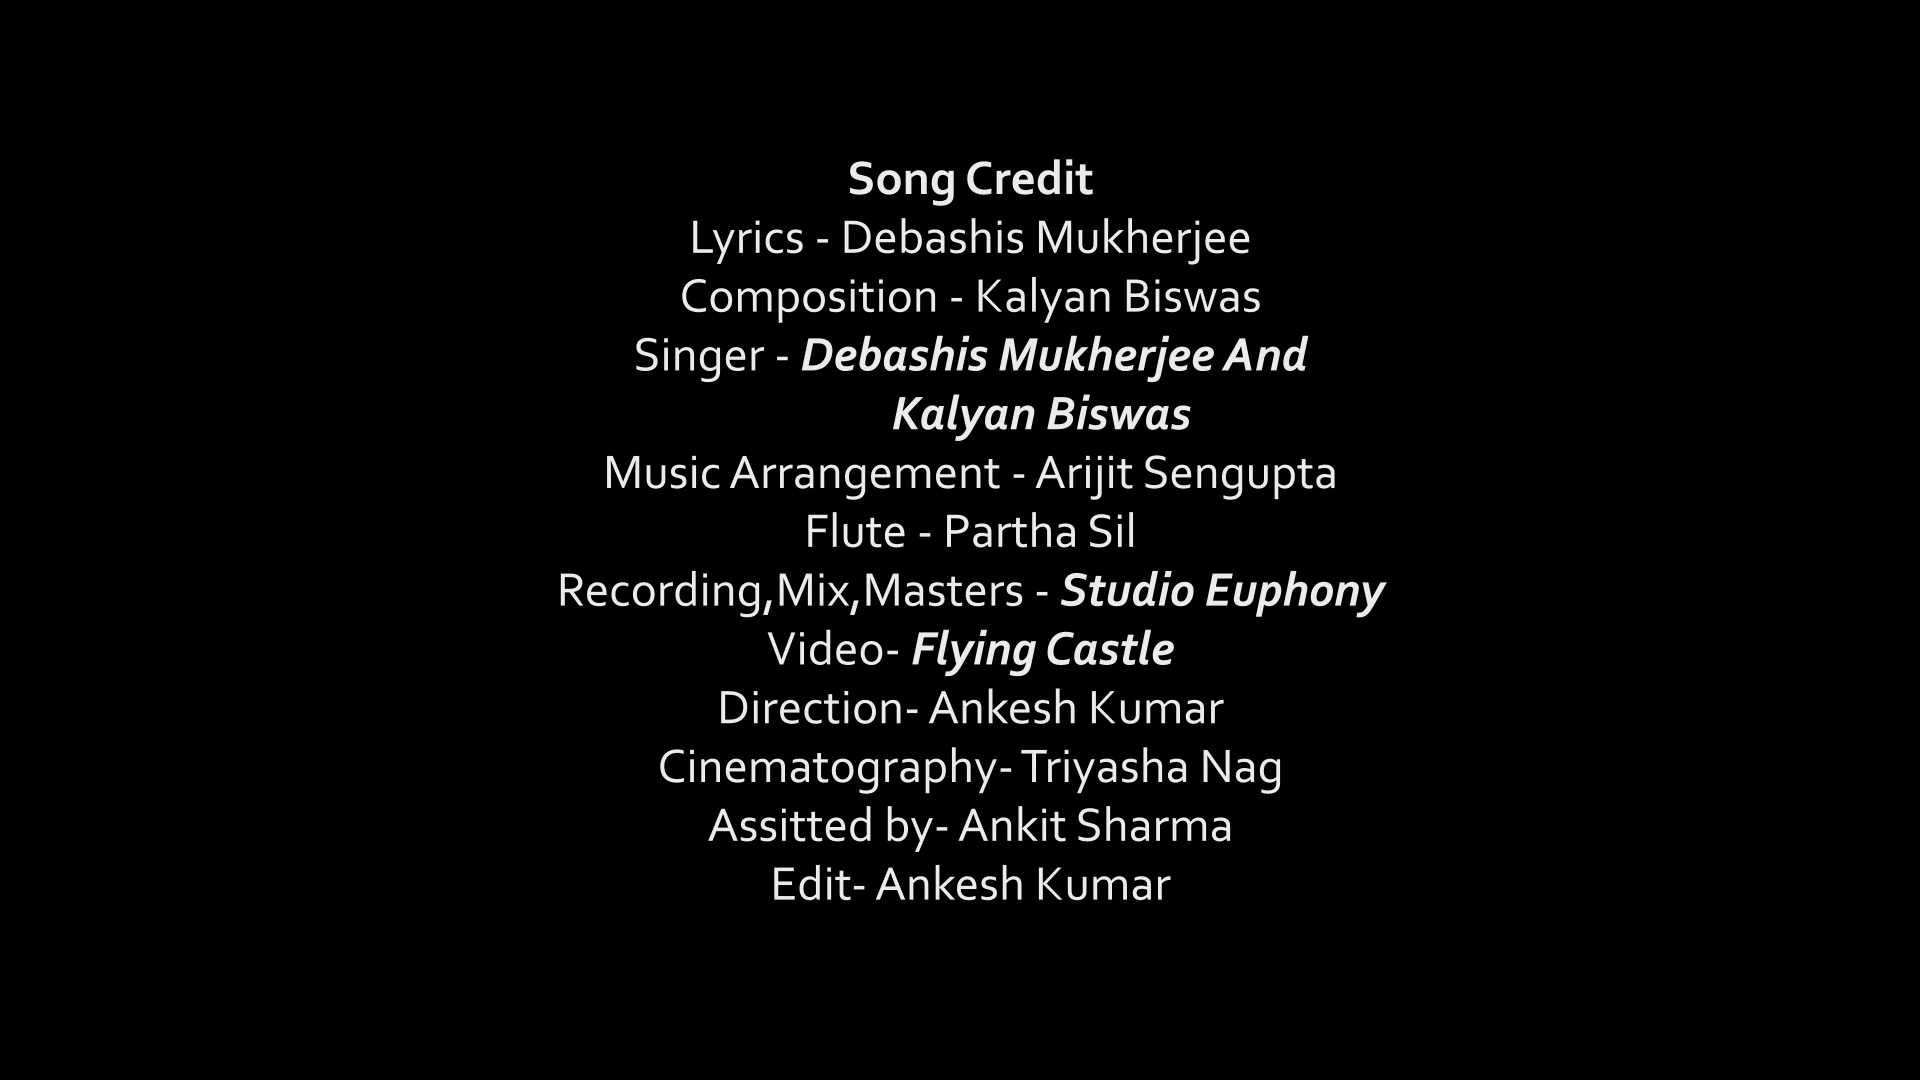 Song Credit
Lyrics - Debashis Mukherjee
Composition - Kalyan Biswas
Singer - Debashis Mukherjee And
Kalyan Biswas
Music Arrangement - Arijit Sengupta
Flute - Partha Sil
Recording,Mix,Masters - Studio Euphony
Video- Flying Castle
Direction- Ankesh Kumar
Cinematography- Triyasha Nag
Assitted by- Ankit Sharma
Edit- Ankesh Kumar